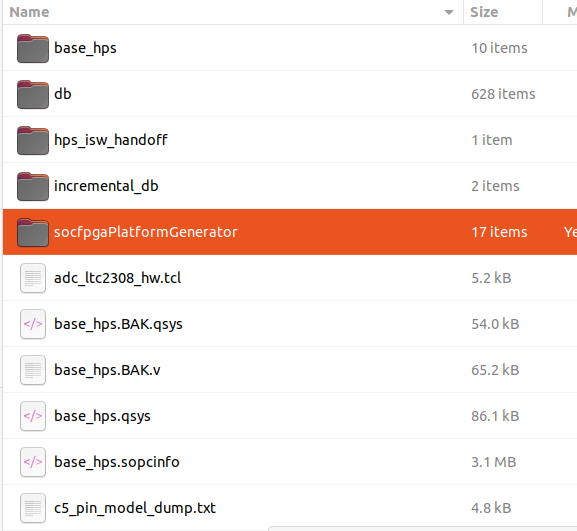 Name Size M
base_hps 10 items
db 628 items
hps_isw_handoff 1 item
incremental_db 2 items
socfpgaPlatformGenerator 17 items Ye
adc_ltc2308_hw.tcl 5.2 kB
base_hps.BAK.qsys 54.0 kB
base_hps.BAK.v 65.2 kB
base_hps.qsys 86.1 kB
base_hps.sopcinfo 3.1 MB
c5_pin_model_dump.txt 4.8 kB